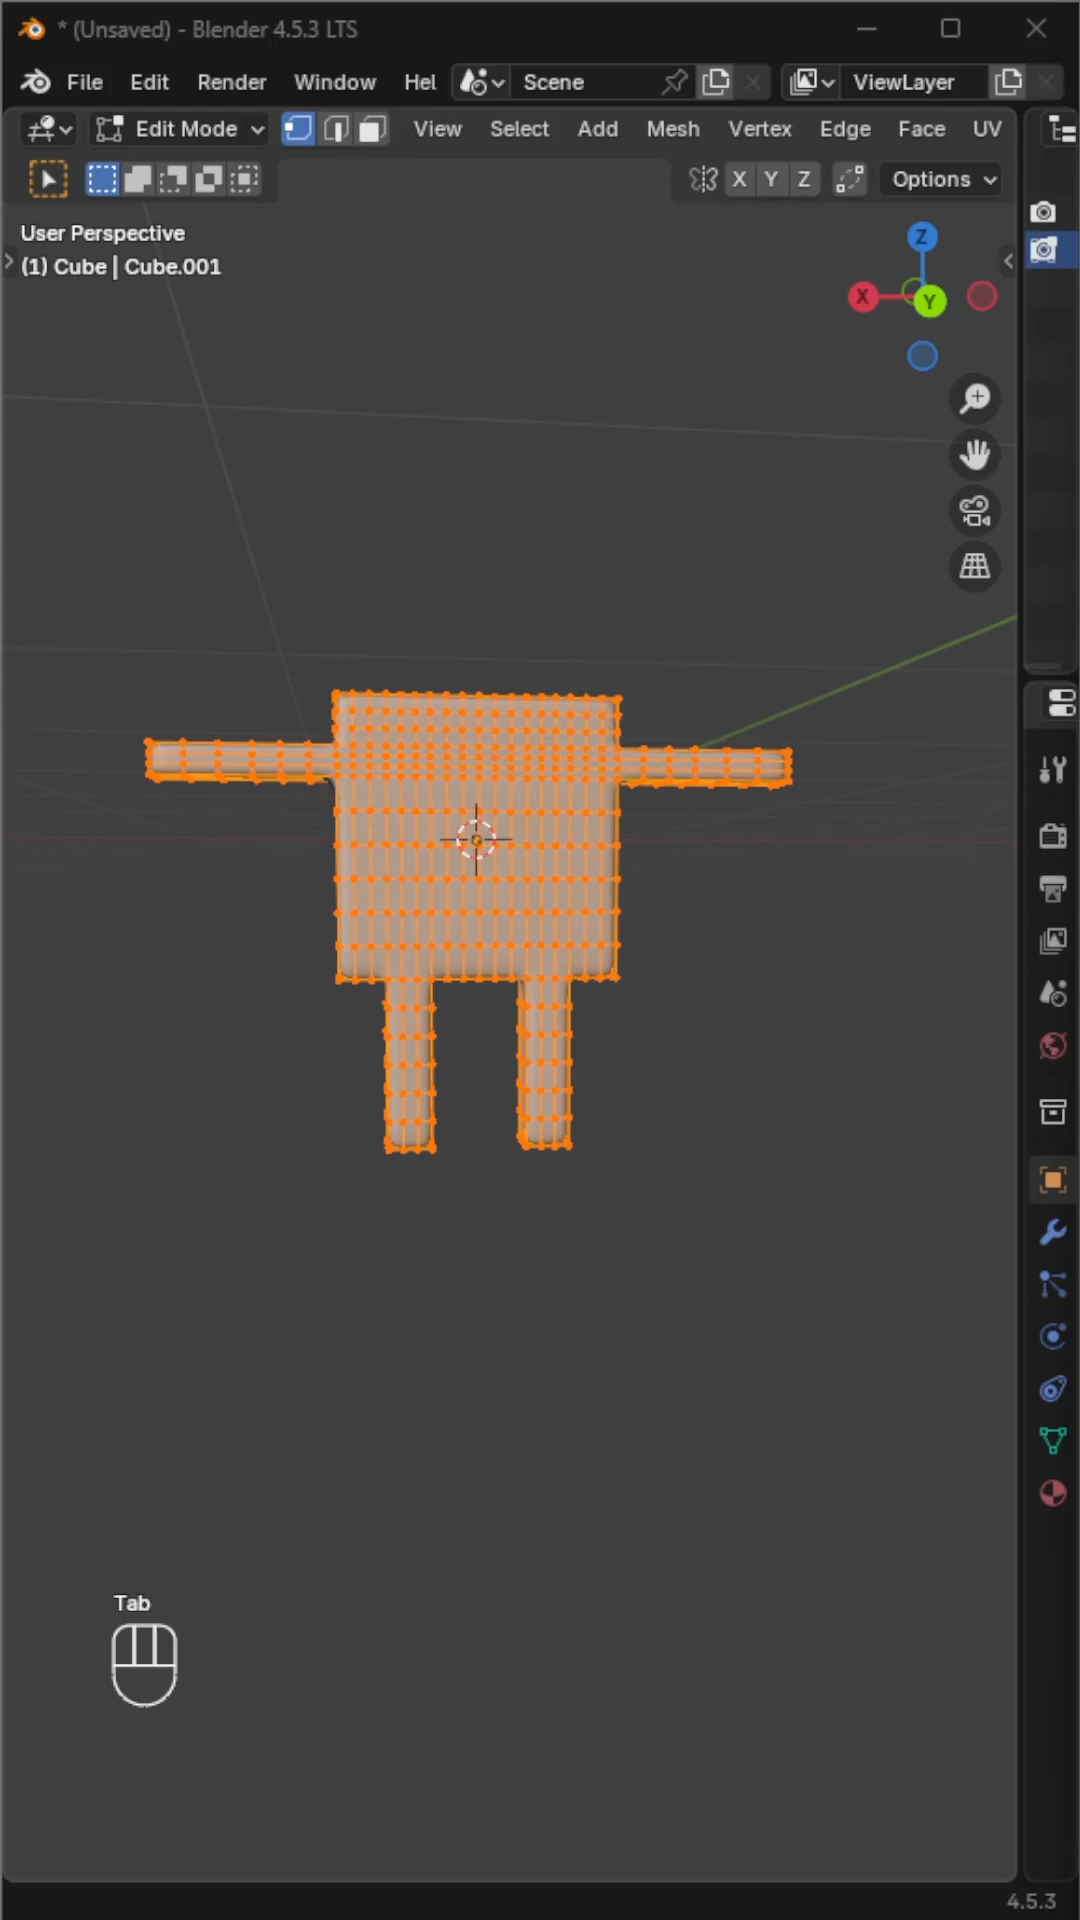 * (Unsaved) - Blender 4.5.3 LTS
File Edit Render Window Hel Scene ViewLayer
Edit Mode View Select Add Mesh Vertex Edge Face UV
X Y Z Options
User Perspective
(1) Cube | Cube.001
Z
X Y
Tab
4.5.3